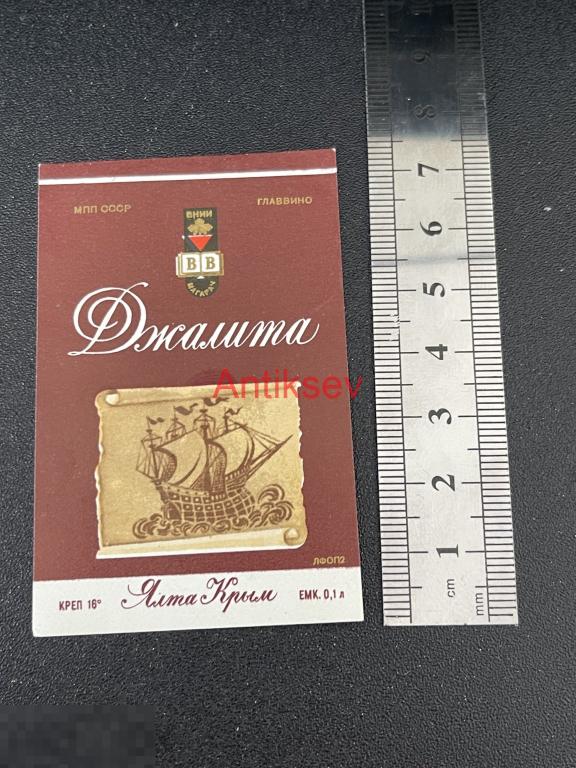 МПП СССР
ГЛАВВИНО
ВНИИ
ВВ
МАГАРАЧ
Джалита
Antiksev
ЛФОП2
КРЕП 16° Ялта Крым ЕМК. 0,1 л
9
8
7
6
5
4
3
2
1
cm
mm